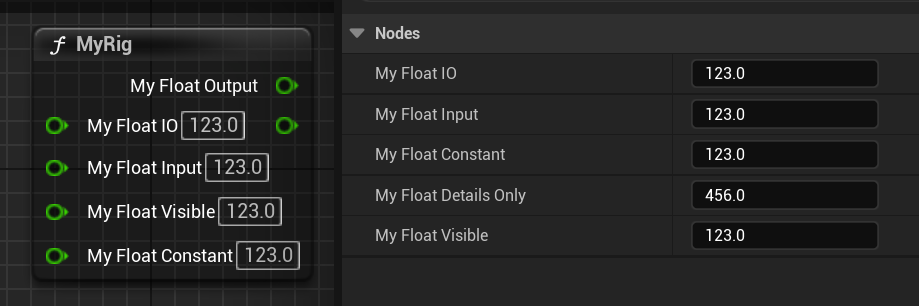 f MyRig
My Float Output
My Float IO 123.0
My Float Input 123.0
My Float Visible 123.0
My Float Constant 123.0
Nodes
My Float IO 123.0
My Float Input 123.0
My Float Constant 123.0
My Float Details Only 456.0
My Float Visible 123.0